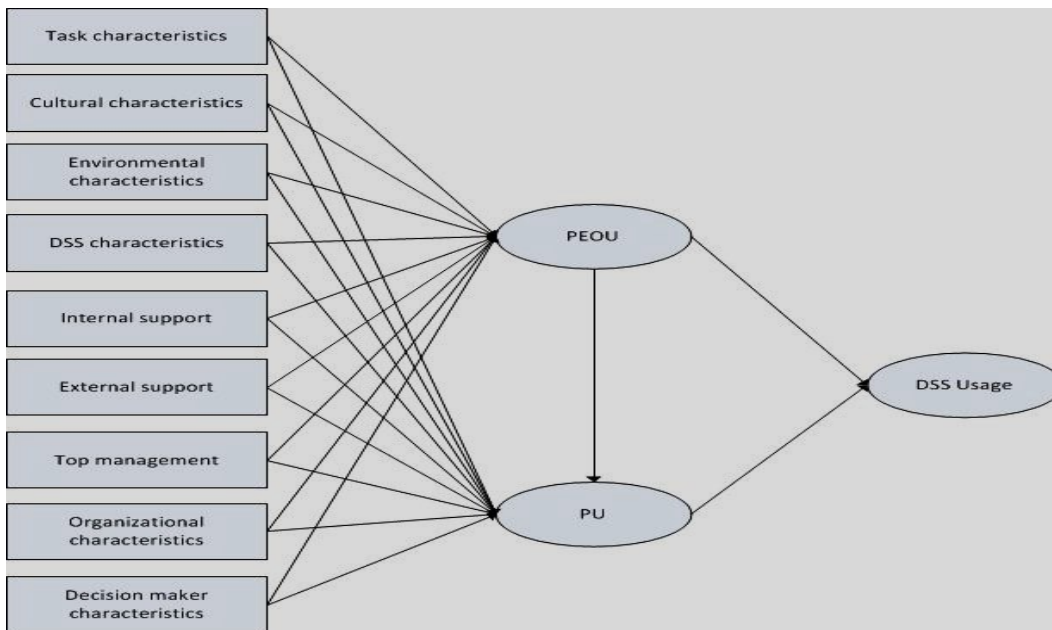 Task characteristics
Cultural characteristics
Environmental
characteristics
DSS characteristics
Internal support
External support
Top management
Organizational
characteristics
Decision maker
characteristics
PEOU
PU
DSS Usage